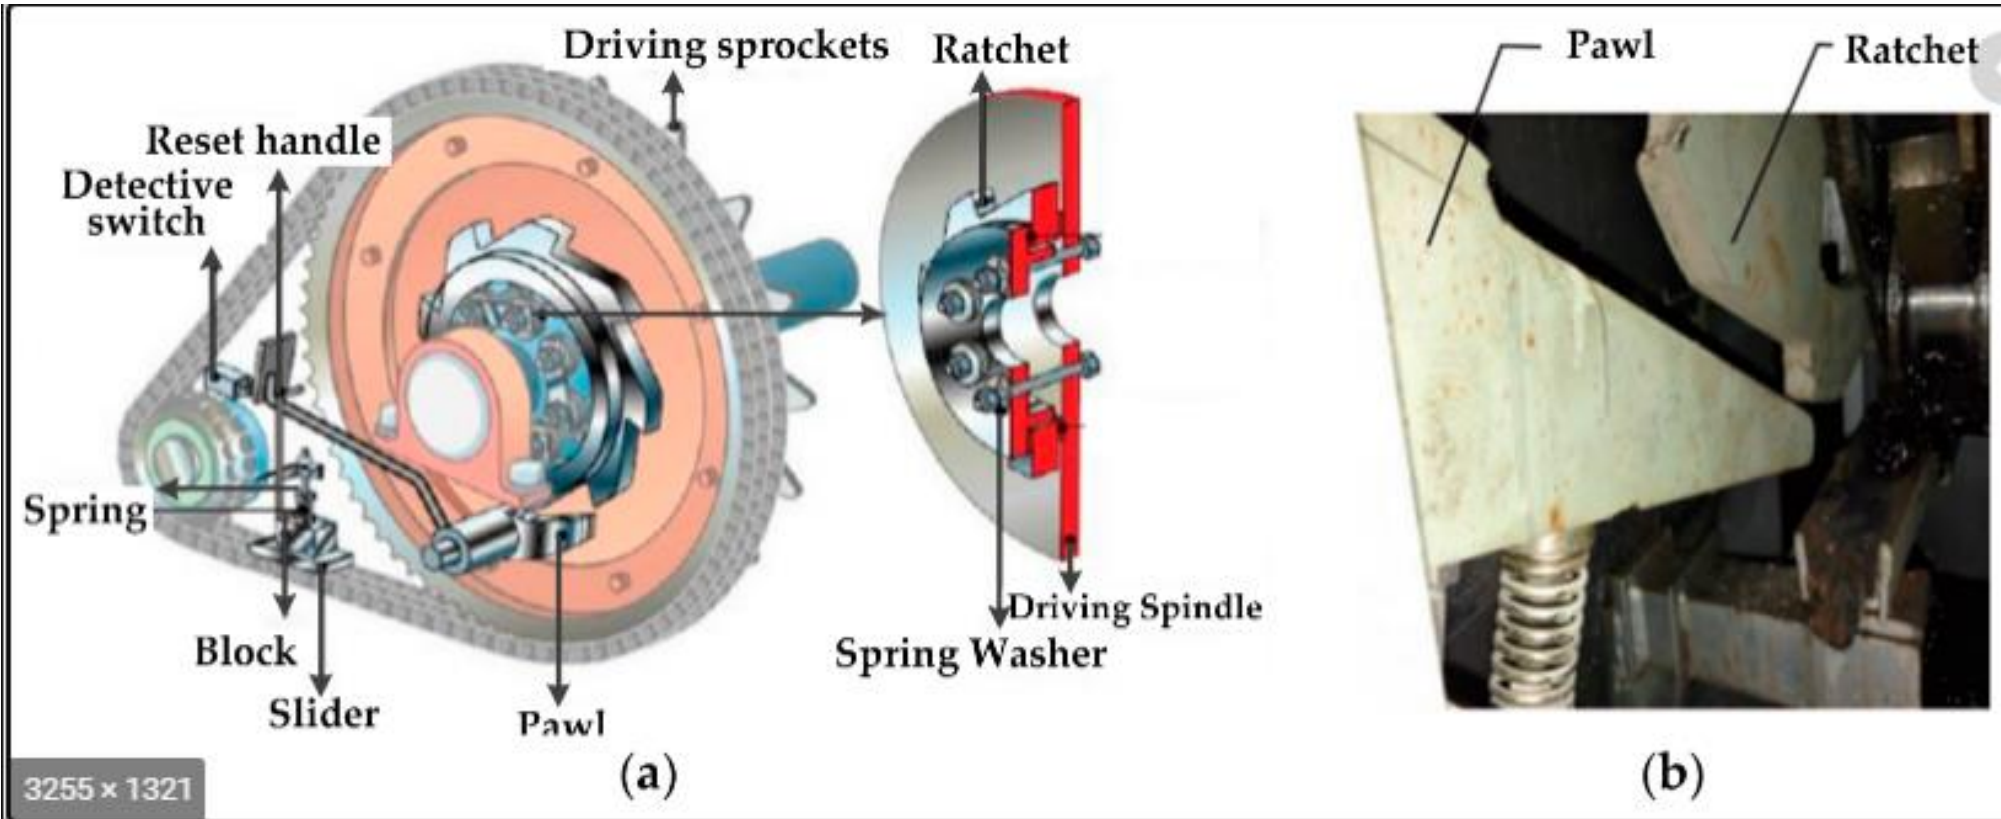 Driving sprockets
Ratchet
Reset handle
Detective
switch
Spring
Block
Slider
Pawl
Driving Spindle
Spring Washer
(a)
Pawl
Ratchet
(b)
3255 × 1321